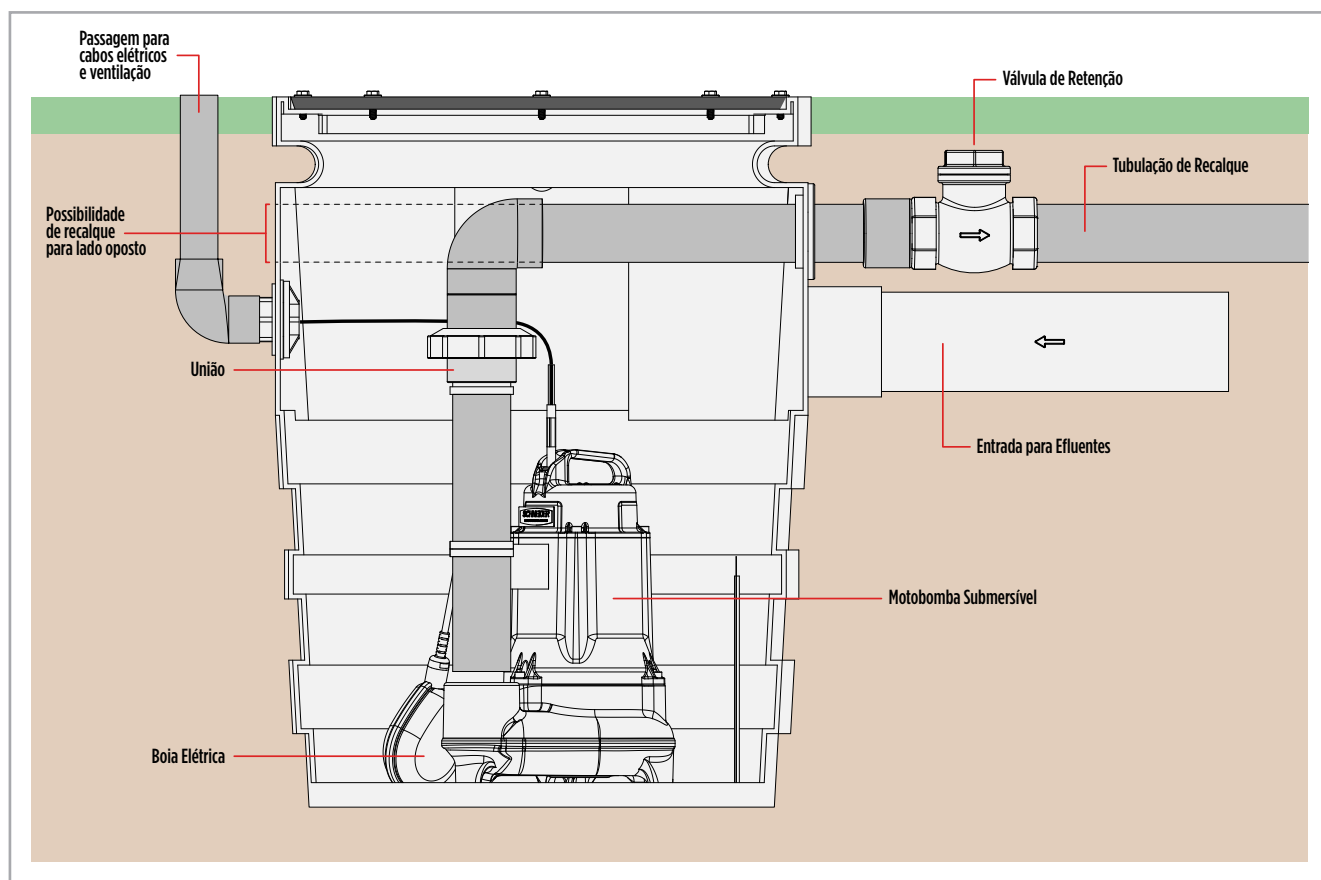 Passagem para
cabos elétricos
e ventilação
Válvula de Retenção
Tubulação de Recalque
Possibilidade
de recalque
para lado oposto
União
Entrada para Efluentes
SCHNEIDER
Motobomba Submersível
Boia Elétrica